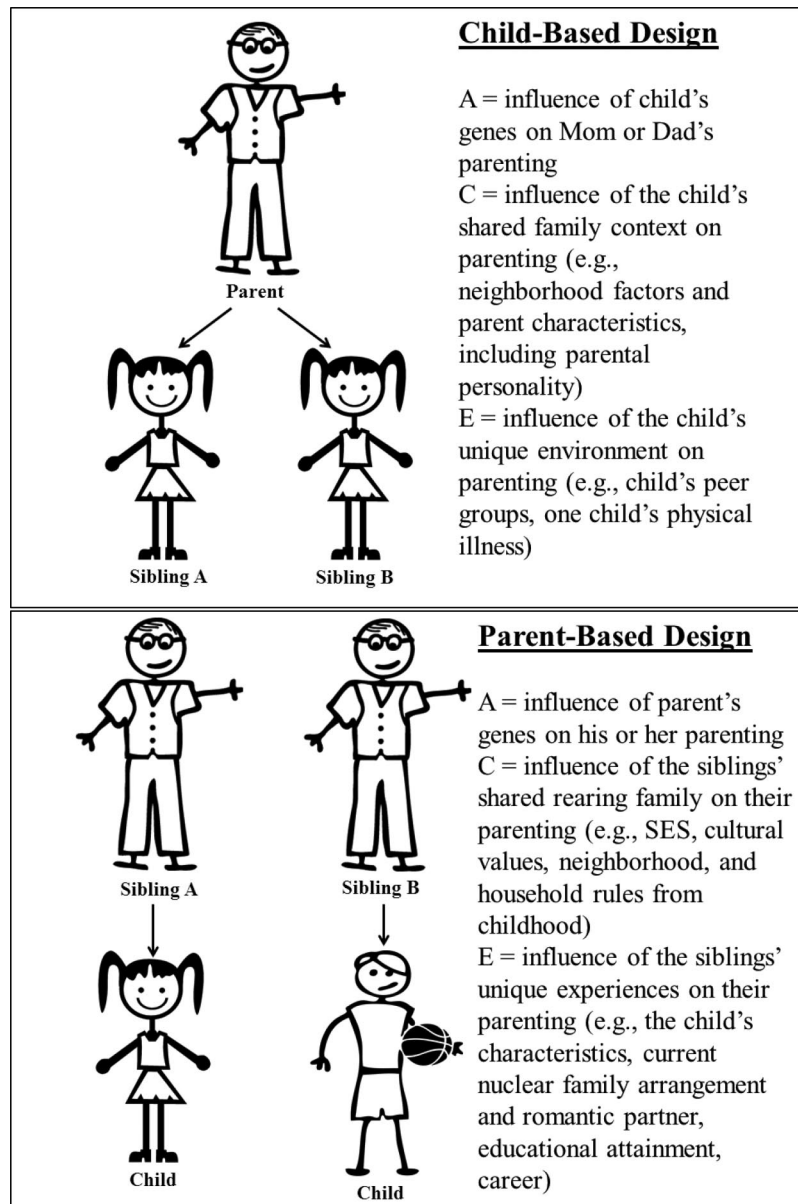 Child-Based Design
A = influence of child's
genes on Mom or Dad's
parenting
C = influence of the child's
shared family context on
parenting (e.g.,
neighborhood factors and
parent characteristics,
including parental
personality)
E = influence of the child's
unique environment on
parenting (e.g., child's peer
groups, one child's physical
illness)
Parent
Sibling A
Sibling B
Parent-Based Design
A = influence of parent's
genes on his or her parenting
C = influence of the siblings'
shared rearing family on their
parenting (e.g., SES, cultural
values, neighborhood, and
household rules from
childhood)
E = influence of the siblings'
unique experiences on their
parenting (e.g., the child's
characteristics, current
nuclear family arrangement
and romantic partner,
educational attainment,
career)
Sibling A
Sibling B
Child
Child